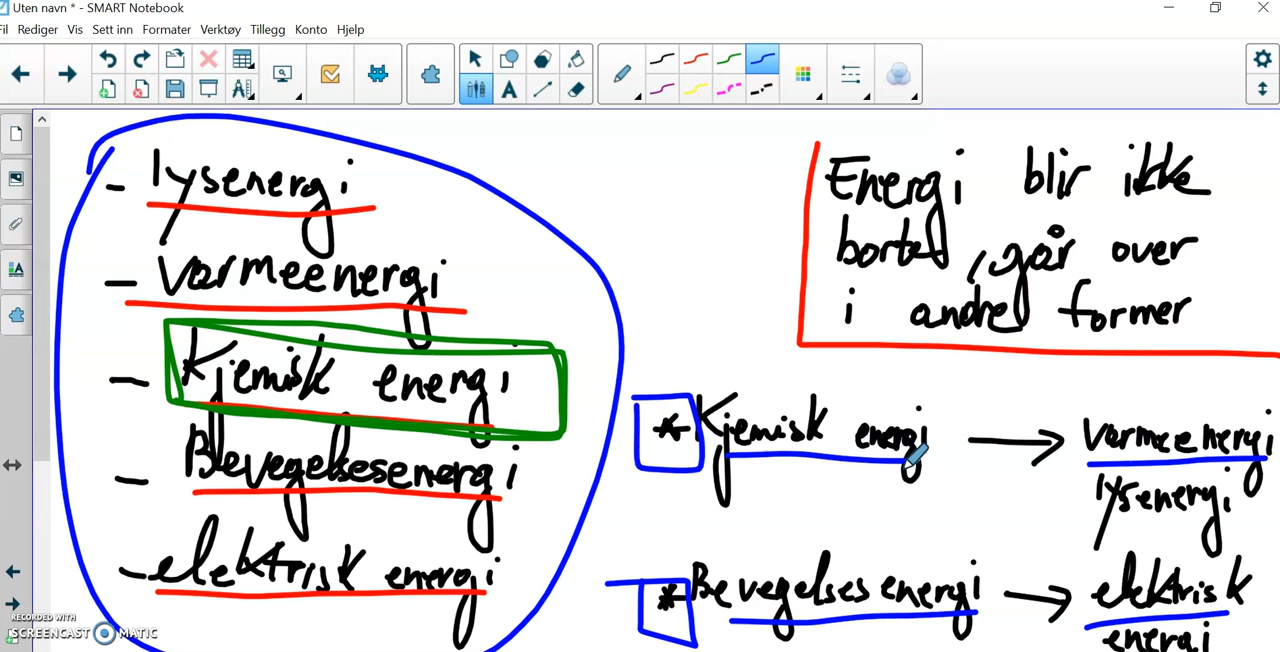 Uten navn * - SMART Notebook
Fil Rediger Vis Sett inn Formater Verktøy Tillegg Konto Hjelp
- lysenergi
- Varmeenergi
- Kjemisk energi
- Bevegelsesenergi
- elektrisk energi
Energi blir ikke
borte, går over
i andre former
* Kjemisk energi → varmeenergi
lysenergi
* Bevegelsesenergi → elektrisk
energi
RECORDED WITH
SCREENCAST MATIC